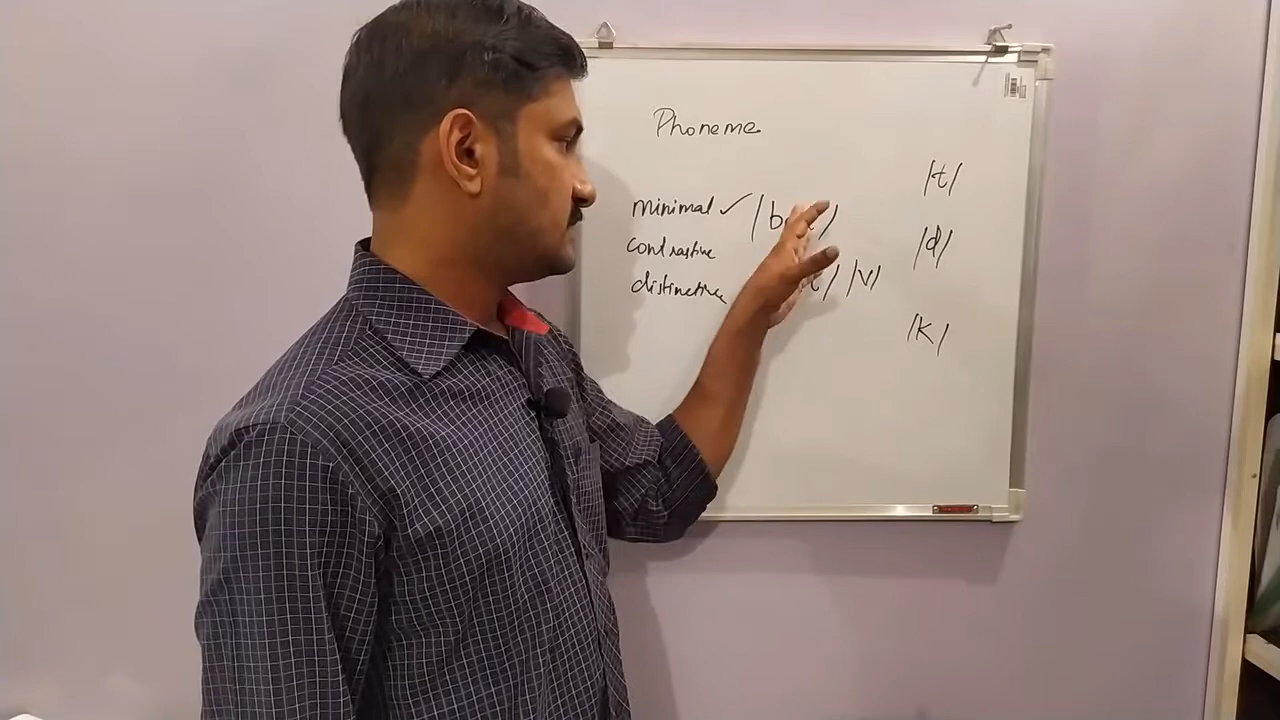 Phoneme
/t/
minimal ✓
contrastive
/d/
distinctive /v/
/k/